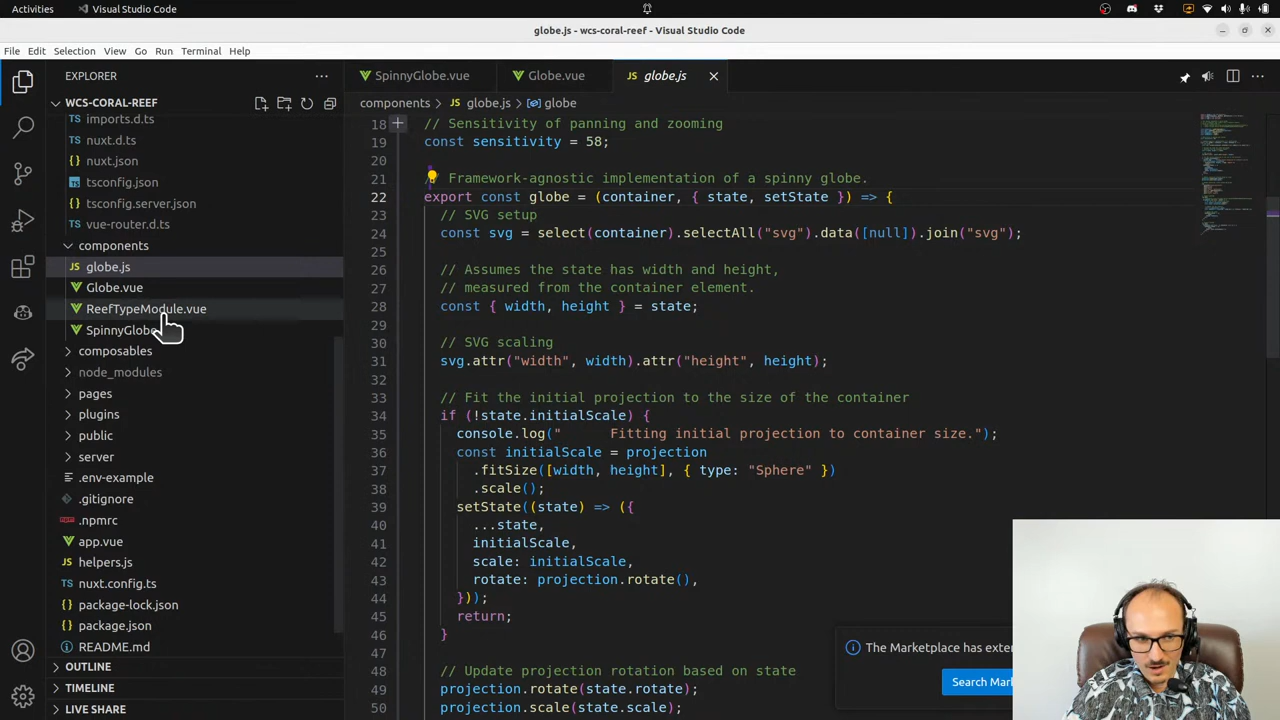 Activities
Visual Studio Code
globe.js - wcs-coral-reef - Visual Studio Code
File Edit Selection View Go Run Terminal Help
EXPLORER
WCS-CORAL-REEF
imports.d.ts
nuxt.d.ts
nuxt.json
tsconfig.json
tsconfig.server.json
vue-router.d.ts
components
globe.js
Globe.vue
ReefTypeModule.vue
SpinnyGlobe
composables
node_modules
pages
plugins
public
server
.env-example
.gitignore
.npmrc
app.vue
helpers.js
nuxt.config.ts
package-lock.json
package.json
README.md
OUTLINE
TIMELINE
LIVE SHARE
SpinnyGlobe.vue
Globe.vue
globe.js
components > globe.js > globe
18 // Sensitivity of panning and zooming
19 const sensitivity = 58;
20
21 Framework agnostic implementation of a spinny globe.
22 export const globe = (container, { state, setState }) => {
23 // SVG setup
24 const svg = select(container).selectAll("svg").data([null]).join("svg");
25
26 // Assumes the state has width and height,
27 // measured from the container element.
28 const { width, height } = state;
29
30 // SVG scaling
31 svg.attr("width", width).attr("height", height);
32
33 // Fit the initial projection to the size of the container
34 if (!state.initialScale) {
35 console.log("      Fitting initial projection to container size.");
36 const initialScale = projection
37 .fitSize([width, height], { type: "Sphere" })
38 .scale();
39 setState((state) => ({
40 ...state,
41 initialScale,
42 scale: initialScale,
43 rotate: projection.rotate(),
44 }));
45 return;
46 }
47
48 // Update projection rotation based on state
49 projection.rotate(state.rotate);
50 projection.scale(state.scale);
The Marketplace has exten
Search Mark